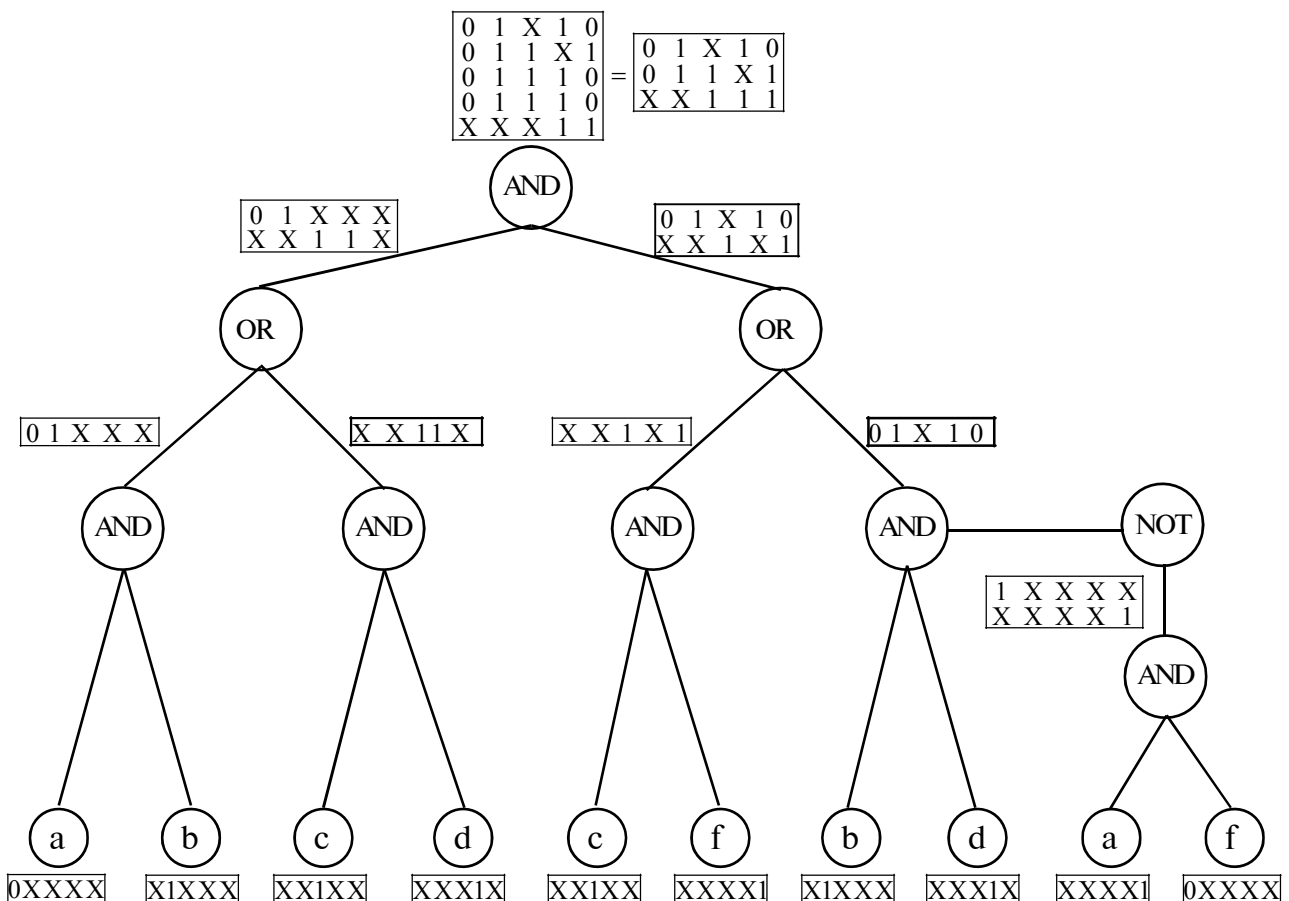 0 1 X 1 0
0 1 1 X 1
0 1 1 1 0
0 1 1 1 0
X X X 1 1
=
0 1 X 1 0
0 1 1 X 1
X X 1 1 1
AND
0 1 X X X
X X 1 1 X
0 1 X 1 0
X X 1 X 1
OR
OR
0 1 X X X
X X 11 X
X X 1 X 1
0 1 X 1 0
AND
AND
AND
AND
NOT
1 X X X X
X X X X 1
AND
a
b
c
d
c
f
b
d
a
f
0XXXX
X1XXX
XX1XX
XXX1X
XX1XX
XXXX1
X1XXX
XXX1X
XXXX1
0XXXX